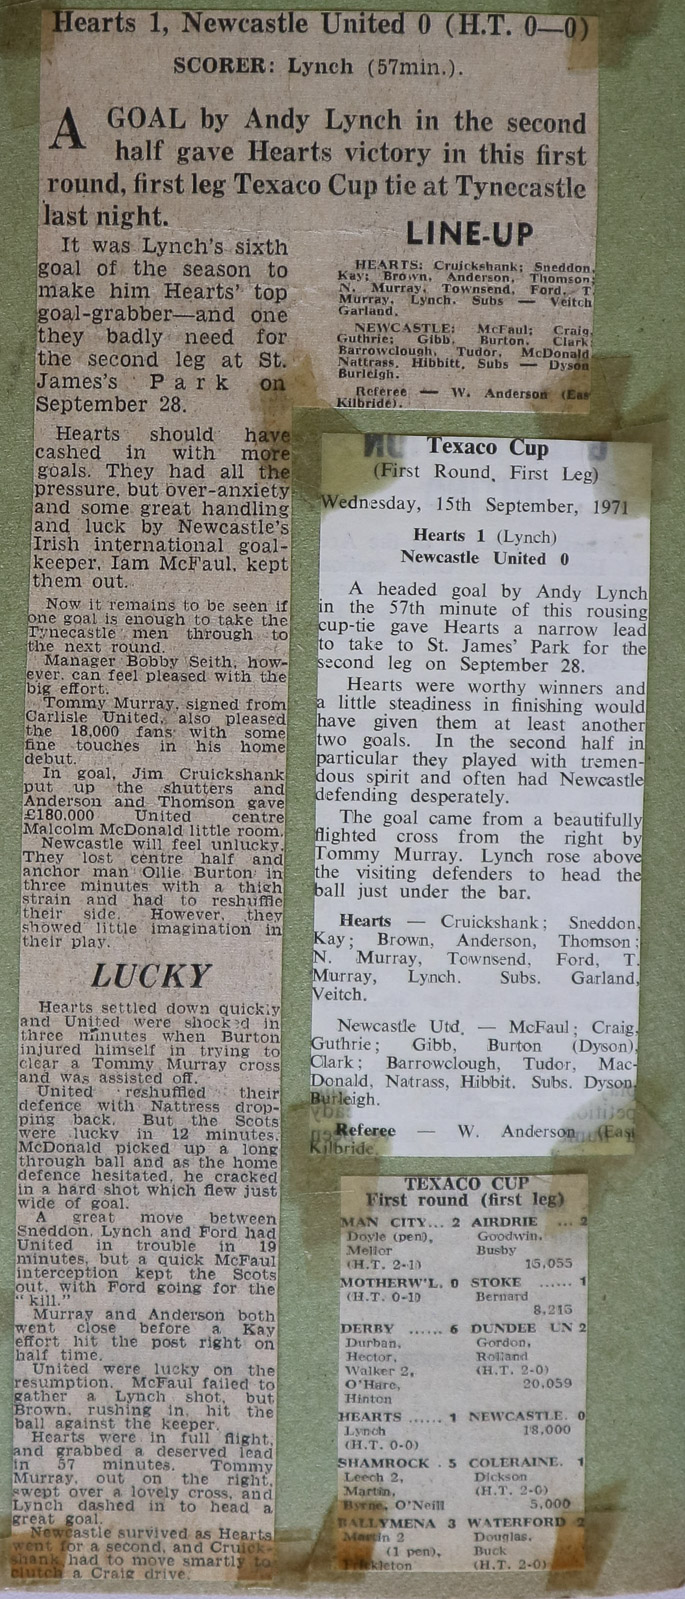 Hearts 1, Newcastle United 0 (H.T. 0—0)
SCORER: Lynch (57min.).
A GOAL by Andy Lynch in the second
half gave Hearts victory in this first
round, first leg Texaco Cup tie at Tynecastle
last night.
It was Lynch's sixth
goal of the season to
make him Hearts' top
goal-grabber—and one
they badly need for
the second leg at St.
James's Park on
September 28.
Hearts should have
cashed in with more
goals. They had all the
pressure, but over-anxiety
and some great handling
and luck by Newcastle's
Irish international goal-
keeper, Iam McFaul, kept
them out.
Now it remains to be seen if
one goal is enough to take the
Tynecastle men through to
the next round.
Manager Bobby Seith, how-
ever, can feel pleased with the
big effort.
Tommy Murray, signed from
Carlisle United, also pleased
the 18,000 fans with some
fine touches in his home
debut.
In goal, Jim Cruickshank
put up the shutters and
Anderson and Thomson gave
£180,000 United centre
Malcolm McDonald little room.
Newcastle will feel unlucky.
They lost centre half and
anchor man Ollie Burton in
three minutes with a thigh
strain and had to reshuffle
their side. However, they
showed little imagination in
their play.
LUCKY
Hearts settled down quickly
and United were shocked in
three minutes when Burton
injured himself in trying to
clear a Tommy Murray cross
and was assisted off.
United reshuffled their
defence with Nattress drop-
ping back. But the Scots
were lucky in 12 minutes.
McDonald picked up a long
through ball and as the home
defence hesitated, he cracked
in a hard shot which flew just
wide of goal.
A great move between
Sneddon, Lynch and Ford had
United in trouble in 19
minutes, but a quick McFaul
interception kept the Scots
out, with Ford going for the
" kill."
Murray and Anderson both
went close before a Kay
effort hit the post right on
half time.
United were lucky on the
resumption. McFaul failed to
gather a Lynch shot, but
Brown, rushing in, hit the
ball against the keeper.
Hearts were in full flight,
and grabbed a deserved lead
in 57 minutes. Tommy
Murray, out on the right,
swept over a lovely cross, and
Lynch dashed in to head a
great goal.
Newcastle survived as Hearts
went for a second, and Cruick-
shank had to move smartly to
clutch a Craig drive.
LINE-UP
HEARTS: Cruickshank; Sneddon,
Kay; Brown, Anderson, Thomson;
N. Murray, Townsend, Ford, T.
Murray, Lynch. Subs — Veitch
Garland.
NEWCASTLE: McFaul; Craig,
Guthrie; Gibb, Burton, Clark;
Barrowclough, Tudor, McDonald
Nattrass, Hibbitt, Subs — Dyson
Burleigh.
Referee — W. Anderson (Eas
Kilbride).
Texaco Cup
(First Round, First Leg)
Wednesday, 15th September, 1971
Hearts 1 (Lynch)
Newcastle United 0
A headed goal by Andy Lynch
in the 57th minute of this rousing
cup-tie gave Hearts a narrow lead
to take to St. James' Park for the
second leg on September 28.
Hearts were worthy winners and
a little steadiness in finishing would
have given them at least another
two goals. In the second half in
particular they played with tremen-
dous spirit and often had Newcastle
defending desperately.
The goal came from a beautifully
flighted cross from the right by
Tommy Murray. Lynch rose above
the visiting defenders to head the
ball just under the bar.
Hearts — Cruickshank; Sneddon,
Kay; Brown, Anderson, Thomson;
N. Murray, Townsend, Ford, T.
Murray, Lynch. Subs. Garland,
Veitch.
Newcastle Utd. — McFaul; Craig,
Guthrie; Gibb, Burton (Dyson),
Clark; Barrowclough, Tudor, Mac-
Donald, Natrass, Hibbit. Subs. Dyson,
Burleigh.
Referee — W. Anderson (East
Kilbride.
TEXACO CUP
First round (first leg)
MAN CITY... 2 AIRDRIE ... 2
Doyle (pen), Goodwin,
Mellor Busby
(H.T. 2-1) 15,055
MOTHERW'L. 0 STOKE ...... 1
(H.T. 0-10) Bernard
8,215
DERBY ...... 6 DUNDEE UN 2
Durban, Gordon,
Hector, Rolland
Walker 2, (H.T. 2-0)
O'Hare, 20,059
Hinton
HEARTS ...... 1 NEWCASTLE. 0
Lynch 18,000
(H.T. 0-0)
SHAMROCK . 5 COLERAINE. 1
Leech 2, Dickson
Martin, (H.T. 2-0)
Byrne, O'Neill 5,000
BALLYMENA 3 WATERFORD 2
Martin 2 Douglas,
(1 pen), Buck
(H.T. 2-0)